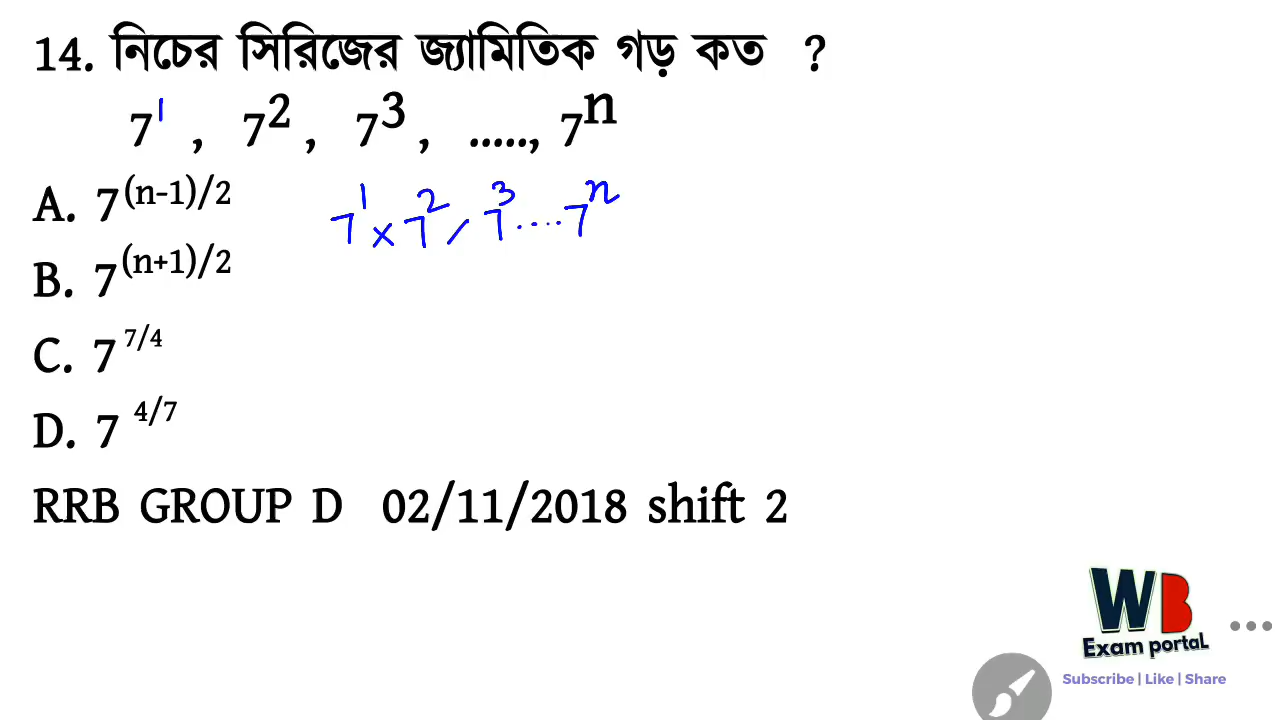 14. নিচের সিরিজের জ্যামিতিক গড় কত ?
7¹ , 7² , 7³ , ....., 7ⁿ
A. 7^(n-1)/2
7¹ × 7² × 7³ .... 7ⁿ
B. 7^(n+1)/2
C. 7^7/4
D. 7^4/7
RRB GROUP D 02/11/2018 shift 2
WB
Exam portal
Subscribe | Like | Share